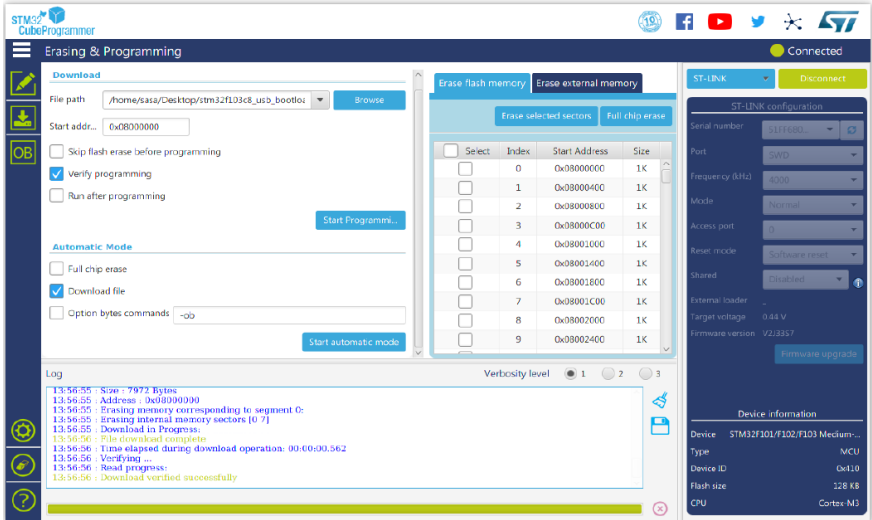 STM32
CubeProgrammer
Erasing & Programming
Connected
Download
File path /home/sasa/Desktop/stm32f103c8_usb_bootloa Browse
Start addr... 0x08000000
Skip flash erase before programming
Verify programming
Run after programming
Start Programmi...
Automatic Mode
Full chip erase
Download file
Option bytes commands -ob
Start automatic mode
Erase flash memory Erase external memory
Erase selected sectors Full chip erase
Select Index Start Address Size
0 0x08000000 1K
1 0x08000400 1K
2 0x08000800 1K
3 0x08000C00 1K
4 0x08001000 1K
5 0x08001400 1K
6 0x08001800 1K
7 0x08001C00 1K
8 0x08002000 1K
9 0x08002400 1K
Log Verbosity level 1 2 3
13:56:55 : Size : 7972 Bytes
13:56:55 : Address : 0x08000000
13:56:55 : Erasing memory corresponding to segment 0:
13:56:55 : Erasing internal memory sectors [0 7]
13:56:55 : Download in Progress:
13:56:56 : File download complete
13:56:56 : Time elapsed during download operation: 00:00:00.562
13:56:56 : Verifying ...
13:56:56 : Read progress:
13:56:56 : Download verified successfully
OB
ST-LINK Disconnect
ST-LINK configuration
Serial number 51FF680...
Port SWD
Frequency (kHz) 4000
Mode Normal
Access port 0
Reset mode Software reset
Shared Disabled
External loader _
Target voltage 0.44 V
Firmware version V2J33S7
Firmware upgrade
Device information
Device STM32F101/F102/F103 Medium-...
Type MCU
Device ID 0x410
Flash size 128 KB
CPU Cortex-M3